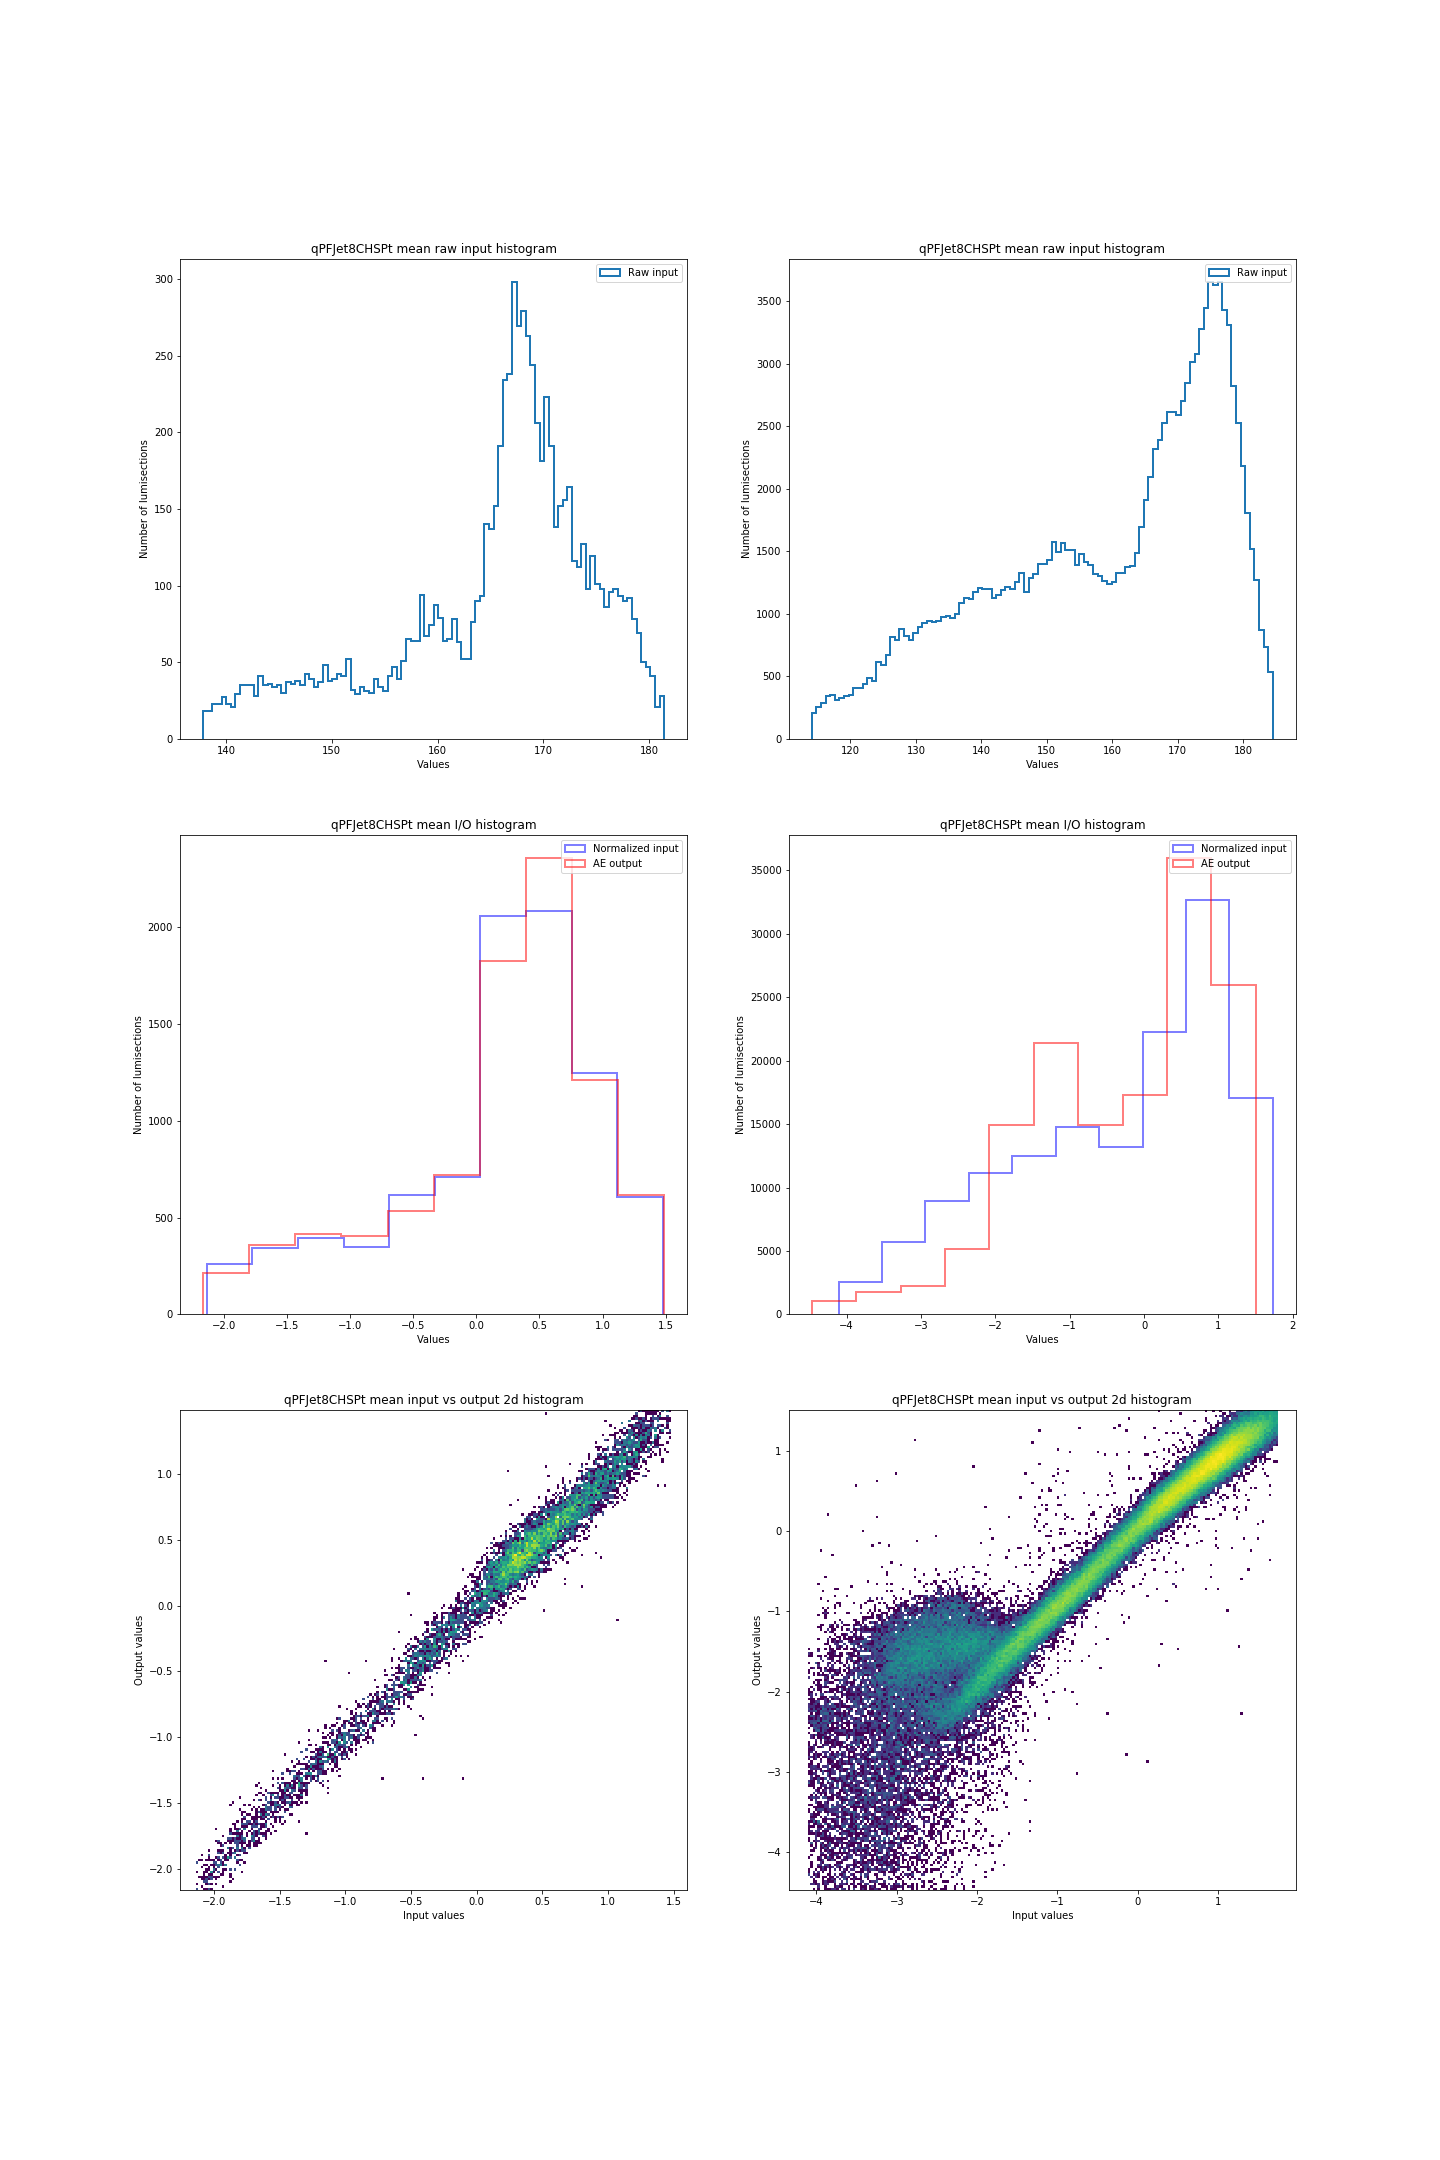 qPFJet8CHSPt mean raw input histogram
Raw input
300
250
200
150
100
50
0
Number of lumisections
140 150 160 170 180
Values
qPFJet8CHSPt mean raw input histogram
Raw input
3500
3000
2500
2000
1500
1000
500
0
Number of lumisections
120 130 140 150 160 170 180
Values
qPFJet8CHSPt mean I/O histogram
Normalized input
AE output
2000
1500
1000
500
0
Number of lumisections
−2.0 −1.5 −1.0 −0.5 0.0 0.5 1.0 1.5
Values
qPFJet8CHSPt mean I/O histogram
Normalized input
AE output
35000
30000
25000
20000
15000
10000
5000
0
Number of lumisections
−4 −3 −2 −1 0 1 2
Values
qPFJet8CHSPt mean input vs output 2d histogram
1.0
0.5
0.0
−0.5
−1.0
−1.5
−2.0
Output values
−2.0 −1.5 −1.0 −0.5 0.0 0.5 1.0 1.5
Input values
qPFJet8CHSPt mean input vs output 2d histogram
1
0
−1
−2
−3
−4
Output values
−4 −3 −2 −1 0 1
Input values